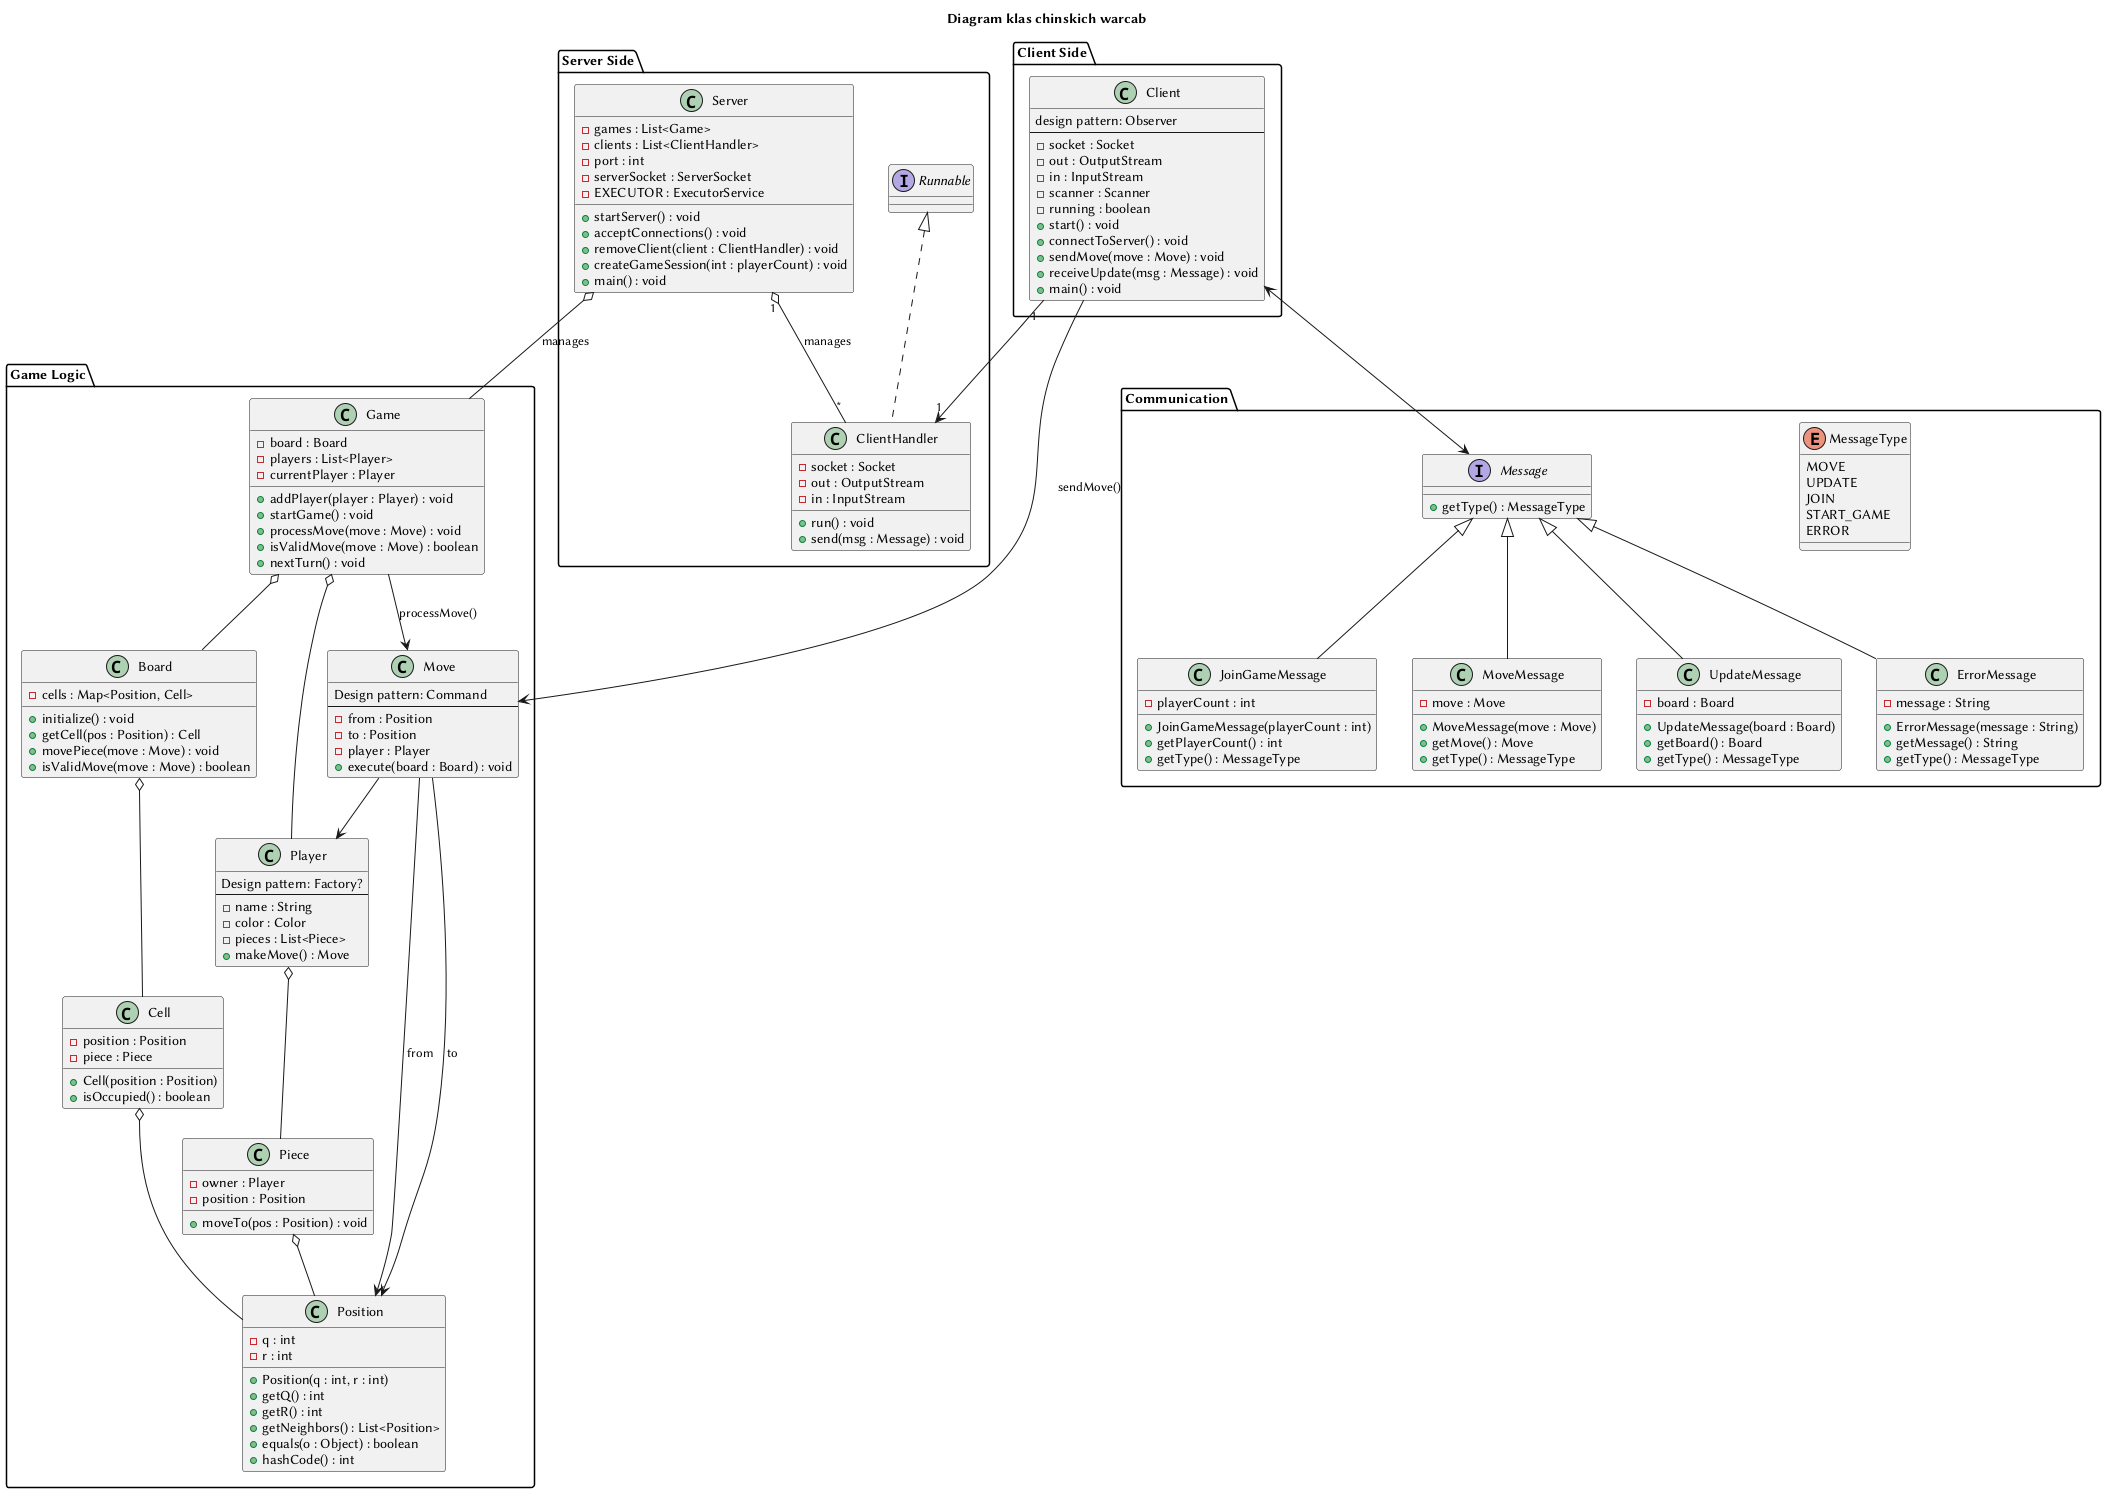 Diagram klas chinskich warcab
Server Side
C Server
games : List<Game>
clients : List<ClientHandler>
port : int
serverSocket : ServerSocket
EXECUTOR : ExecutorService
startServer() : void
acceptConnections() : void
removeClient(client : ClientHandler) : void
createGameSession(int : playerCount) : void
main() : void
I Runnable
manages
1
manages
*
C ClientHandler
socket : Socket
out : OutputStream
in : InputStream
run() : void
send(msg : Message) : void
Client Side
C Client
design pattern: Observer
socket : Socket
out : OutputStream
in : InputStream
scanner : Scanner
running : boolean
start() : void
connectToServer() : void
sendMove(move : Move) : void
receiveUpdate(msg : Message) : void
main() : void
1
1
sendMove()
Game Logic
C Game
board : Board
players : List<Player>
currentPlayer : Player
addPlayer(player : Player) : void
startGame() : void
processMove(move : Move) : void
isValidMove(move : Move) : boolean
nextTurn() : void
processMove()
C Board
cells : Map<Position, Cell>
initialize() : void
getCell(pos : Position) : Cell
movePiece(move : Move) : void
isValidMove(move : Move) : boolean
C Move
Design pattern: Command
from : Position
to : Position
player : Player
execute(board : Board) : void
C Player
Design pattern: Factory?
name : String
color : Color
pieces : List<Piece>
makeMove() : Move
C Cell
position : Position
piece : Piece
Cell(position : Position)
isOccupied() : boolean
from
to
C Piece
owner : Player
position : Position
moveTo(pos : Position) : void
C Position
q : int
r : int
Position(q : int, r : int)
getQ() : int
getR() : int
getNeighbors() : List<Position>
equals(o : Object) : boolean
hashCode() : int
Communication
I Message
getType() : MessageType
E MessageType
MOVE
UPDATE
JOIN
START_GAME
ERROR
C JoinGameMessage
playerCount : int
JoinGameMessage(playerCount : int)
getPlayerCount() : int
getType() : MessageType
C MoveMessage
move : Move
MoveMessage(move : Move)
getMove() : Move
getType() : MessageType
C UpdateMessage
board : Board
UpdateMessage(board : Board)
getBoard() : Board
getType() : MessageType
C ErrorMessage
message : String
ErrorMessage(message : String)
getMessage() : String
getType() : MessageType